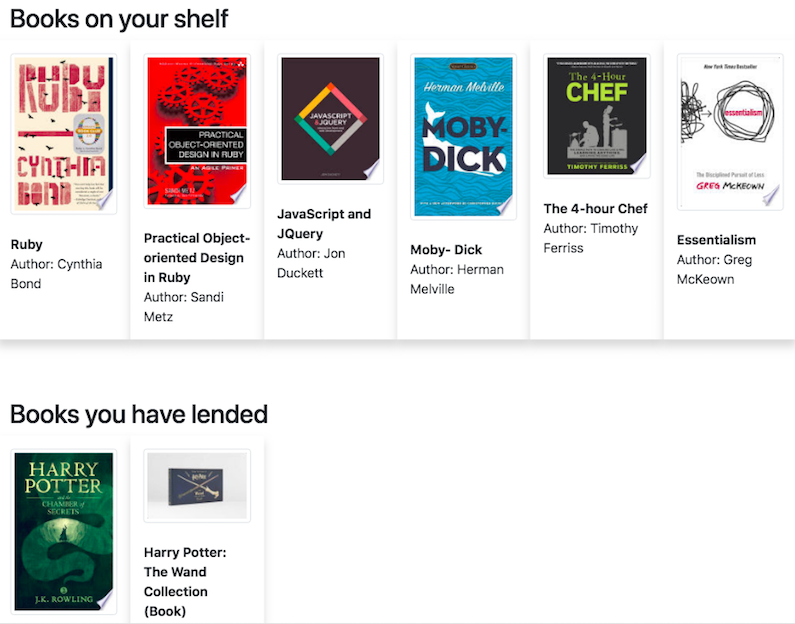 Books on your shelf
RUBY
CYNTHIA
BOND
Ruby
Author: Cynthia
Bond
PRACTICAL
OBJECT-ORIENTED
DESIGN IN RUBY
AN AGILE PRIMER
SANDI METZ
Practical Object-
oriented Design
in Ruby
Author: Sandi
Metz
JAVASCRIPT
&JQUERY
JavaScript and
JQuery
Author: Jon
Duckett
Herman Melville
MOBY-
DICK
Moby- Dick
Author: Herman
Melville
The 4-Hour
CHEF
TIMOTHY FERRISS
The 4-hour Chef
Author: Timothy
Ferriss
New York Times Bestseller
essentialism
The Disciplined Pursuit of Less
GREG McKEOWN
Essentialism
Author: Greg
McKeown
Books you have lended
HARRY
POTTER
and the
CHAMBER of
SECRETS
J.K. ROWLING
Harry Potter:
The Wand
Collection
(Book)